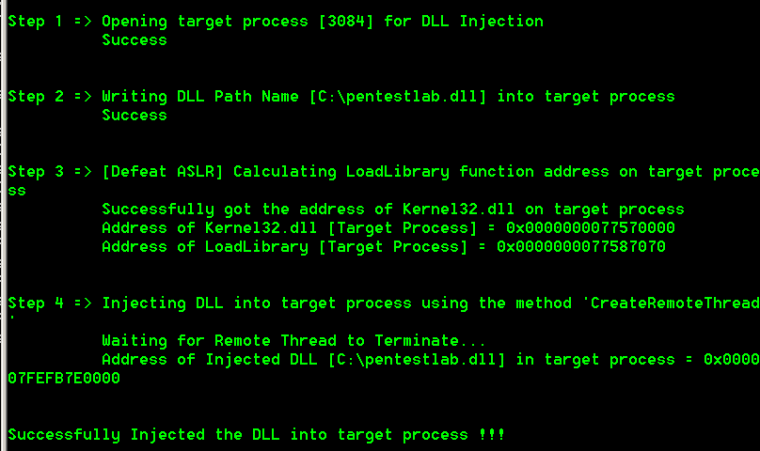 Step 1 => Opening target process [3084] for DLL Injection
Success
Step 2 => Writing DLL Path Name [C:\pentestlab.dll] into target process
Success
Step 3 => [Defeat ASLR] Calculating LoadLibrary function address on target proce
ss
Successfully got the address of Kernel32.dll on target process
Address of Kernel32.dll [Target Process] = 0x0000000077570000
Address of LoadLibrary [Target Process] = 0x0000000077587070
Step 4 => Injecting DLL into target process using the method 'CreateRemoteThread
'
Waiting for Remote Thread to Terminate...
Address of Injected DLL [C:\pentestlab.dll] in target process = 0x0000
07FEFB7E0000
Successfully Injected the DLL into target process !!!